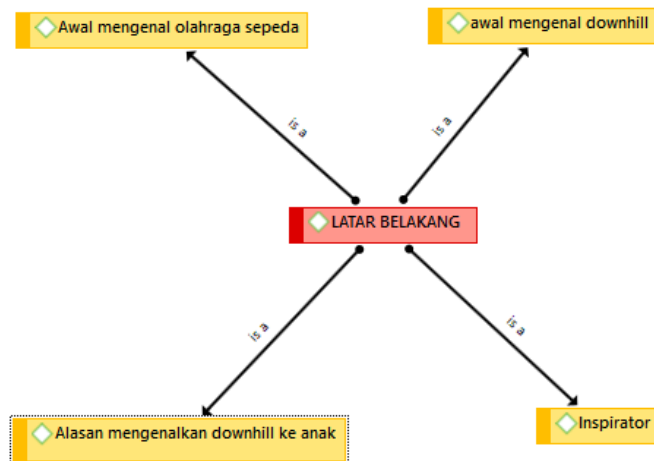 Awal mengenal olahraga sepeda
awal mengenal downhill
is a
is a
LATAR BELAKANG
is a
is a
Alasan mengenalkan downhill ke anak
Inspirator